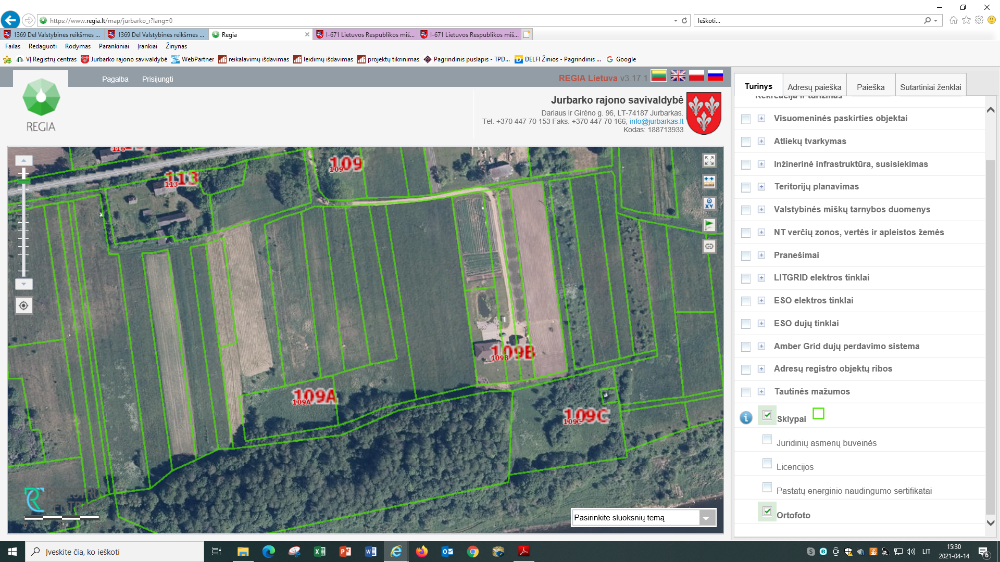 https://www.regia.lt/map/jurbarko_r?lang=0
Ieškoti...
1369 Dėl Valstybinės reikšmės ...
1369 Dėl Valstybinės reikšmės ...
Regia
I-671 Lietuvos Respublikos miš...
I-671 Lietuvos Respublikos miš...
Failas Redaguoti Rodymas Parankiniai Įrankiai Žinynas
VĮ Registrų centras Jurbarko rajono savivaldybė WebPartner reikalavimų išdavimas leidimų išdavimas projektų tikrinimas Pagrindinis puslapis - TPD... DELFI Žinios - Pagrindinis ... Google
Pagalba Prisijungti
REGIA Lietuva v3.17.1
REGIA
Jurbarko rajono savivaldybė
Dariaus ir Girėno g. 96, LT-74187 Jurbarkas.
Tel. +370 447 70 153 Faks. +370 447 70 166, info@jurbarkas.lt
Kodas: 188713933
116
113
113
109
109
109B
109B
109A
109A
109C
109C
XY
Pasirinkite sluoksnių temą
Turinys Adresų paieška Paieška Sutartiniai ženklai
Rekreacija ir turizmas
Visuomeninės paskirties objektai
Atliekų tvarkymas
Inžinerinė infrastruktūra, susisiekimas
Teritorijų planavimas
Valstybinės miškų tarnybos duomenys
NT verčių zonos, vertės ir apleistos žemės
Pranešimai
LITGRID elektros tinklai
ESO elektros tinklai
ESO dujų tinklai
Amber Grid dujų perdavimo sistema
Adresų registro objektų ribos
Tautinės mažumos
Sklypai
Juridinių asmenų buveinės
Licencijos
Pastatų energinio naudingumo sertifikatai
Ortofoto
Įveskite čia, ko ieškoti
LIT
15:30
2021-04-14
6